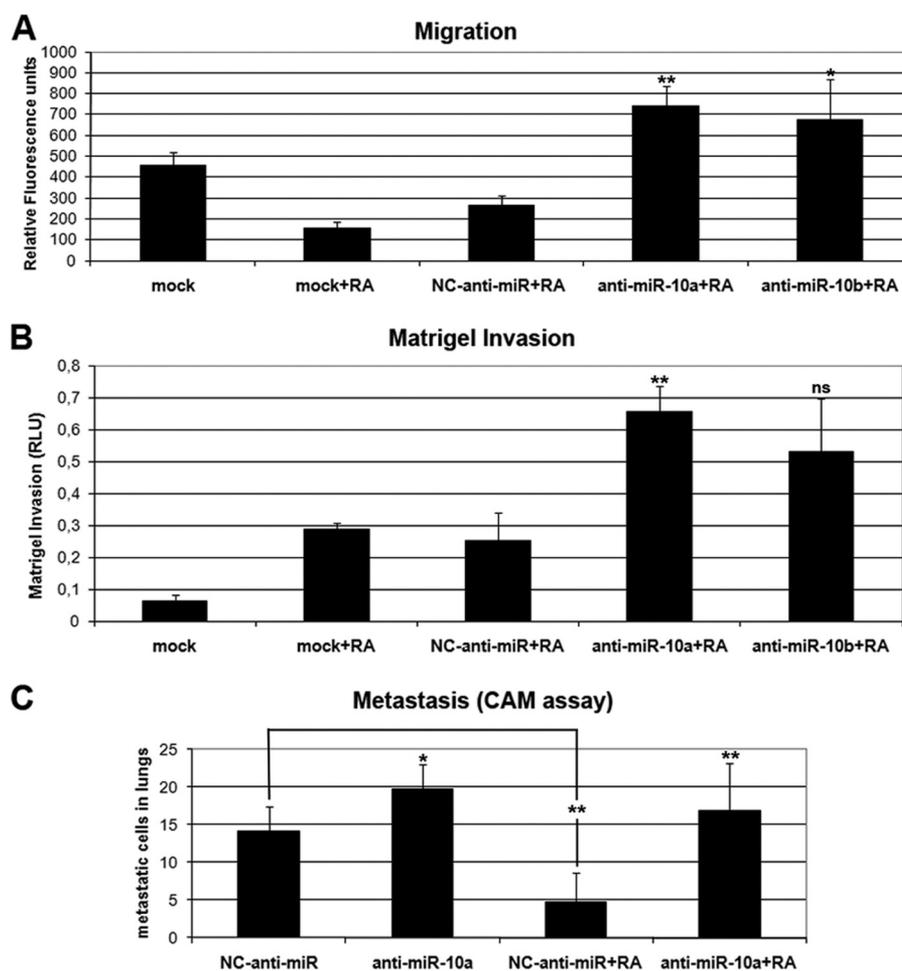 A
Migration
Relative Fluorescence units
1000
900
800
700
600
500
400
300
200
100
0
**
*
mock
mock+RA
NC-anti-miR+RA
anti-miR-10a+RA
anti-miR-10b+RA
B
Matrigel Invasion
Matrigel Invasion (RLU)
0,8
0,7
0,6
0,5
0,4
0,3
0,2
0,1
0
**
ns
mock
mock+RA
NC-anti-miR+RA
anti-miR-10a+RA
anti-miR-10b+RA
C
Metastasis (CAM assay)
metastatic cells in lungs
25
20
15
10
5
0
*
**
**
NC-anti-miR
anti-miR-10a
NC-anti-miR+RA
anti-miR-10a+RA